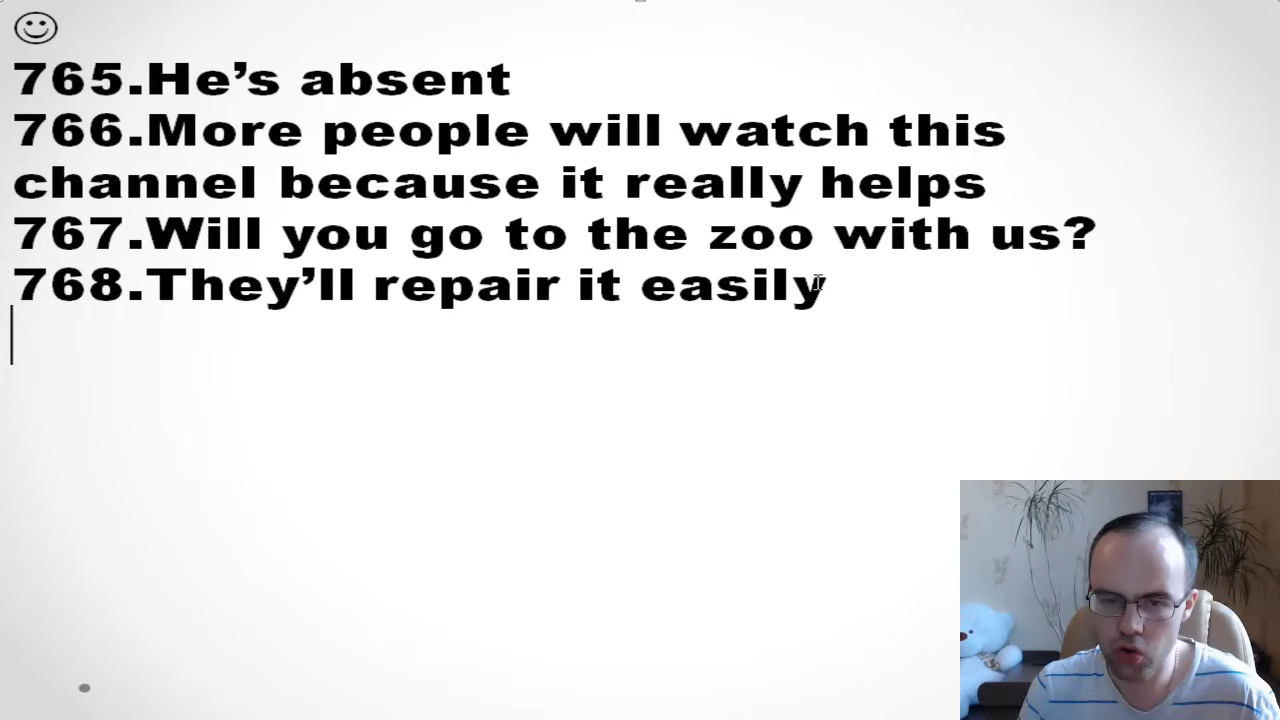 765.He’s absent
766.More people will watch this
channel because it really helps
767.Will you go to the zoo with us?
768.They’ll repair it easily